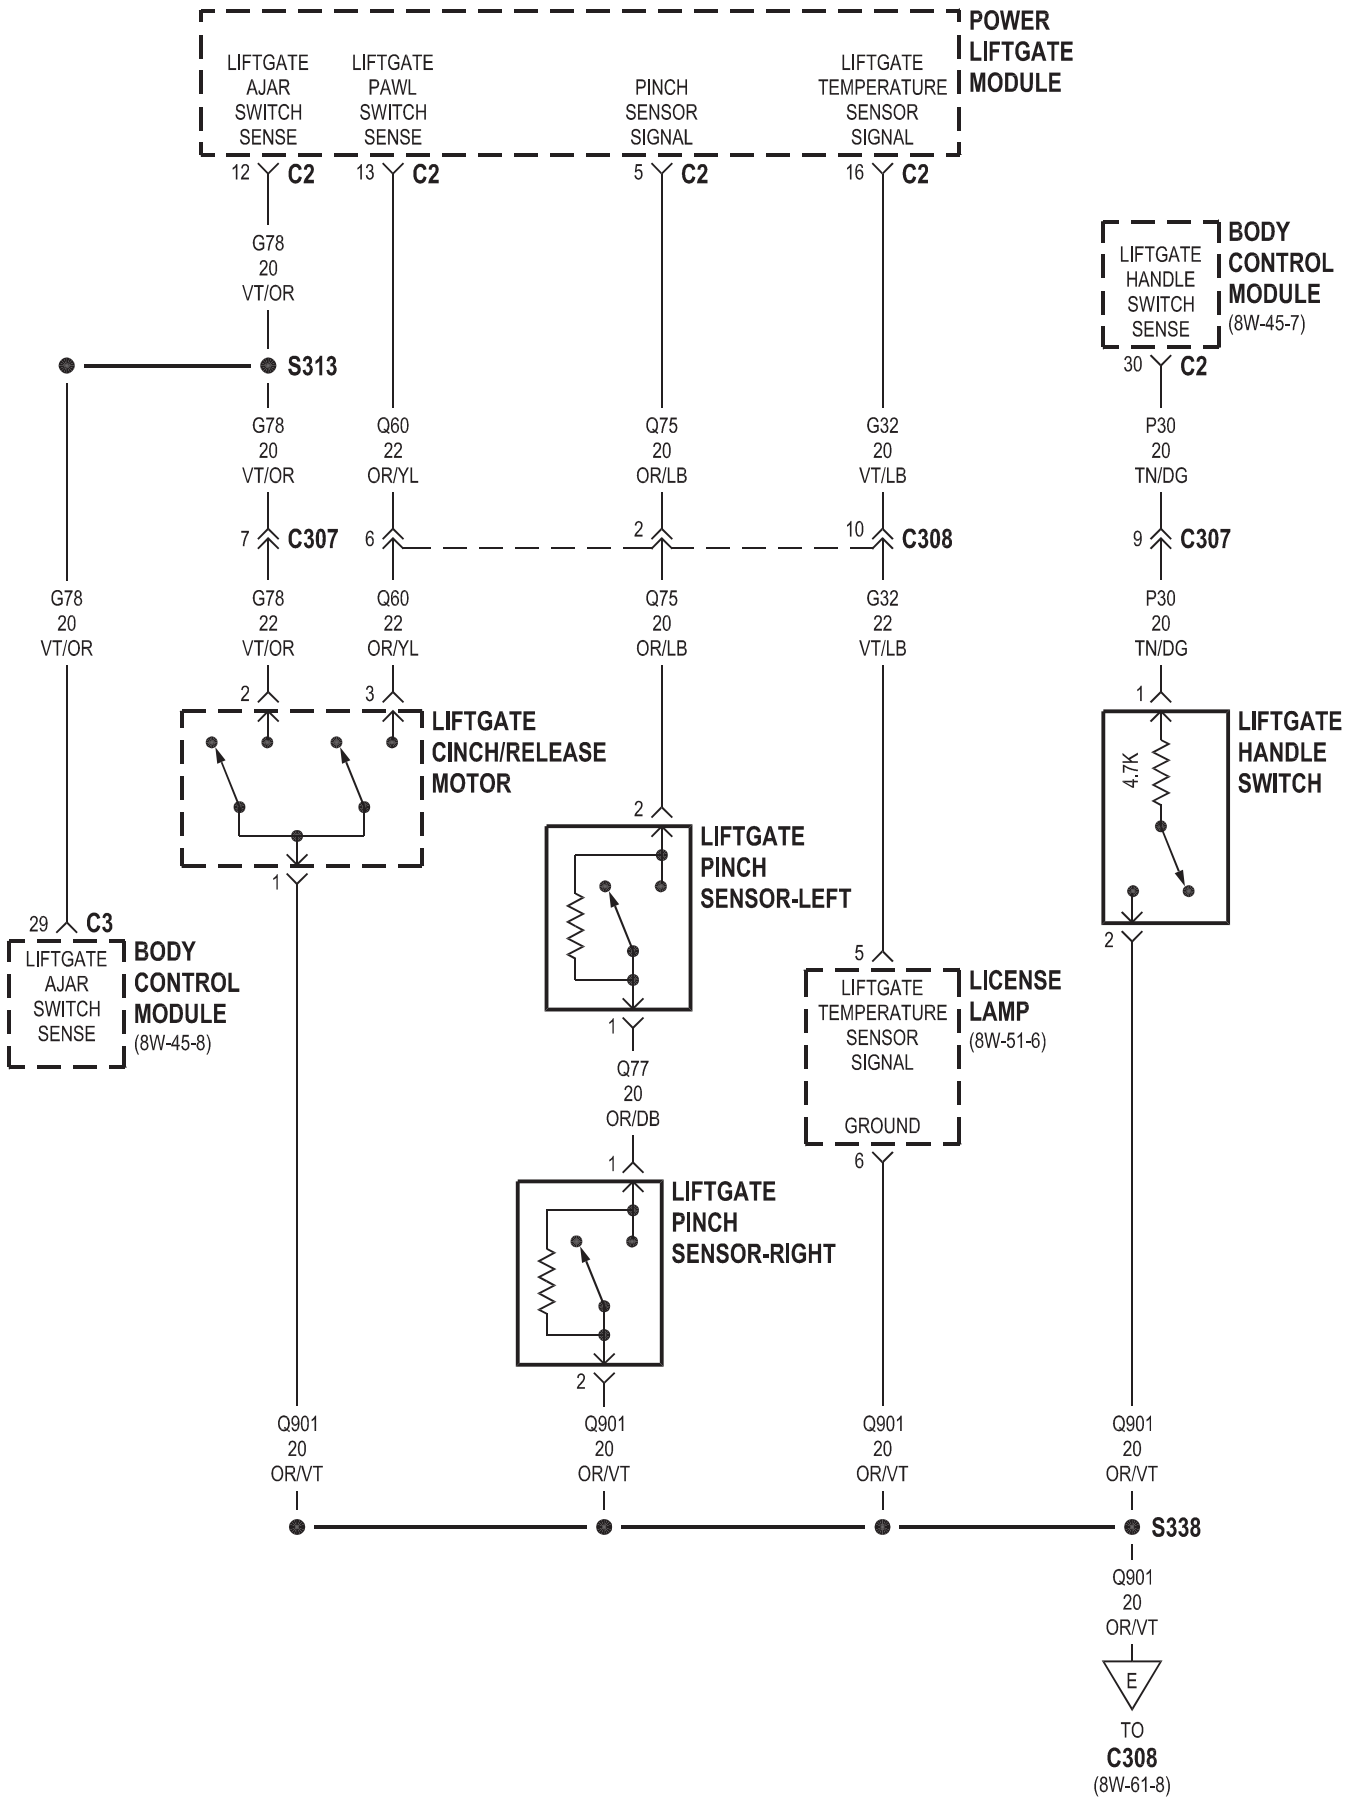 POWER
LIFTGATE
MODULE
LIFTGATE
AJAR
SWITCH
SENSE
LIFTGATE
PAWL
SWITCH
SENSE
PINCH
SENSOR
SIGNAL
LIFTGATE
TEMPERATURE
SENSOR
SIGNAL
12 C2
13 C2
5 C2
16 C2
G78
20
VT/OR
BODY
CONTROL
MODULE
(8W-45-7)
LIFTGATE
HANDLE
SWITCH
SENSE
30 C2
S313
G78
20
VT/OR
Q60
22
OR/YL
Q75
20
OR/LB
G32
20
VT/LB
P30
20
TN/DG
7 C307
6
2
10 C308
9 C307
G78
20
VT/OR
G78
22
VT/OR
Q60
22
OR/YL
Q75
20
OR/LB
G32
22
VT/LB
P30
20
TN/DG
2
3
LIFTGATE
CINCH/RELEASE
MOTOR
1
1
LIFTGATE
HANDLE
SWITCH
4.7K
2
2
LIFTGATE
PINCH
SENSOR-LEFT
1
29 C3
LIFTGATE
AJAR
SWITCH
SENSE
BODY
CONTROL
MODULE
(8W-45-8)
5
LIFTGATE
TEMPERATURE
SENSOR
SIGNAL
GROUND
LICENSE
LAMP
(8W-51-6)
6
Q77
20
OR/DB
1
LIFTGATE
PINCH
SENSOR-RIGHT
2
Q901
20
OR/VT
Q901
20
OR/VT
Q901
20
OR/VT
Q901
20
OR/VT
S338
Q901
20
OR/VT
E
TO
C308
(8W-61-8)